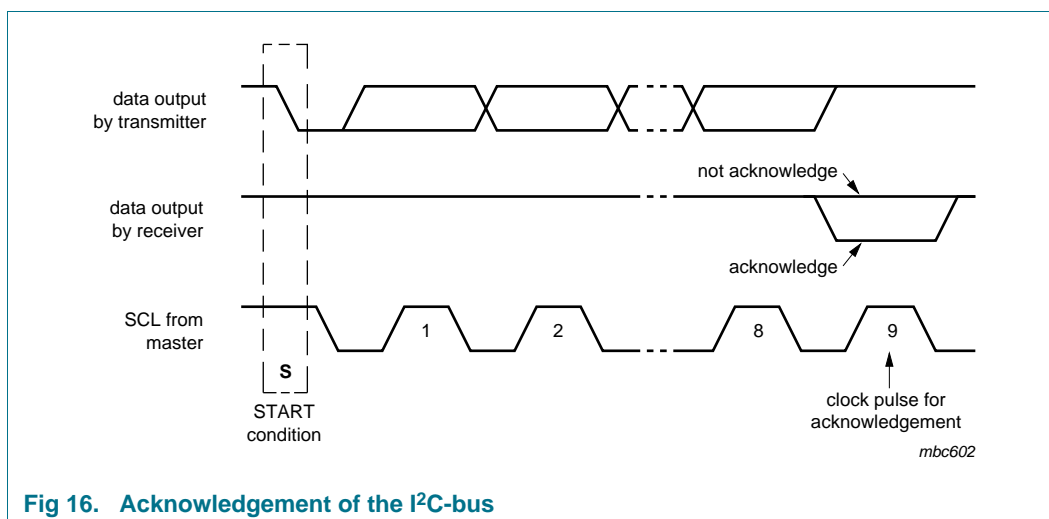 data output
by transmitter
not acknowledge
data output
by receiver
acknowledge
SCL from
master
1
2
8
9
S
START
condition
clock pulse for
acknowledgement
mbc602
Fig 16. Acknowledgement of the I²C-bus